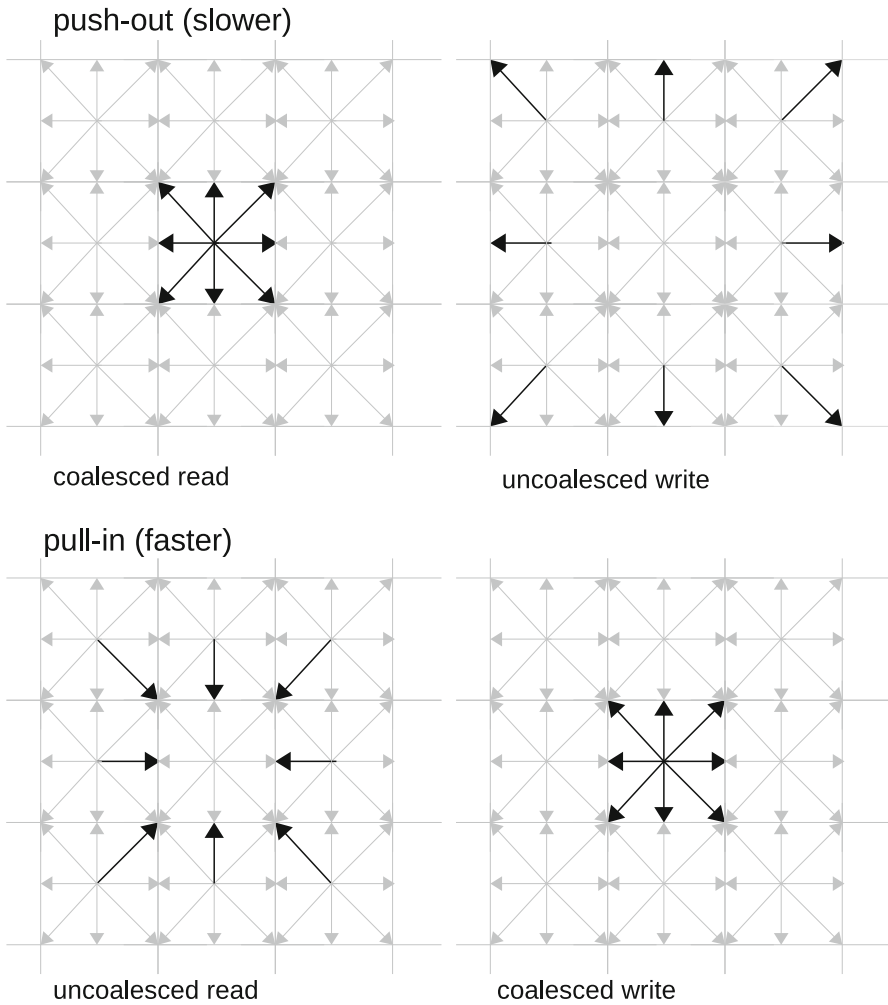 push-out (slower)
coalesced read
uncoalesced write
pull-in (faster)
uncoalesced read
coalesced write